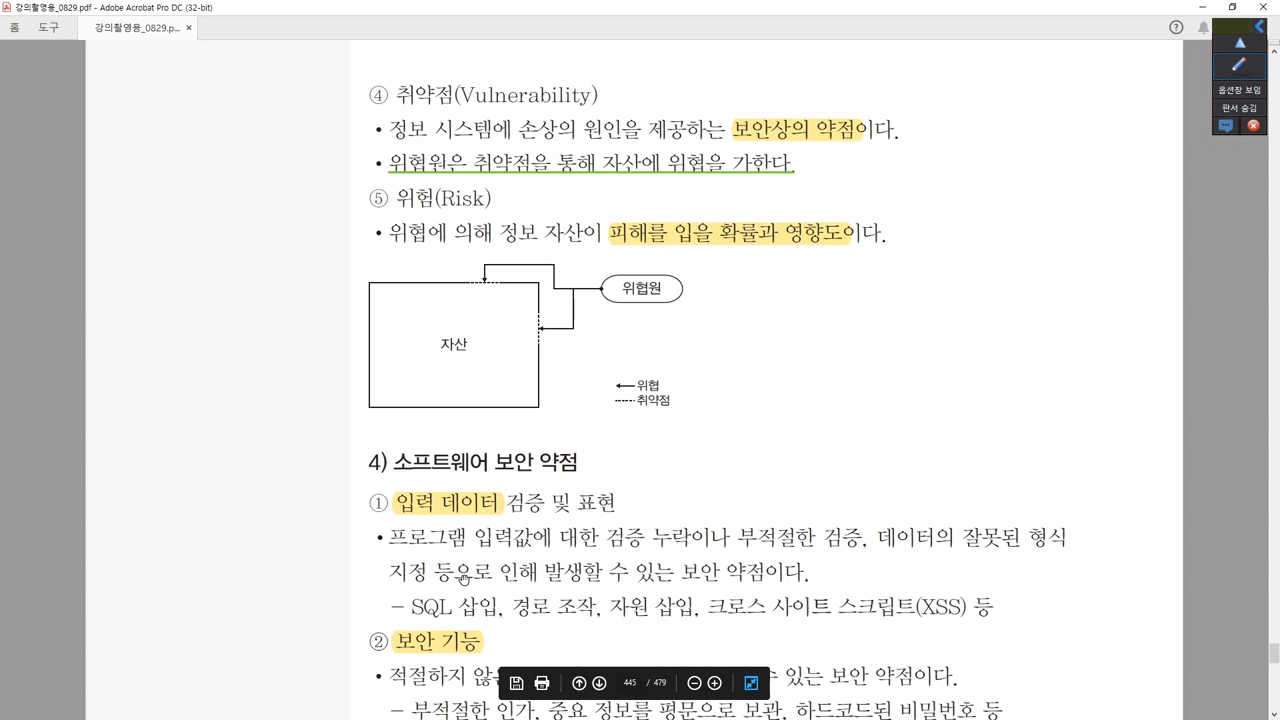 강의촬영용_0829.pdf - Adobe Acrobat Pro DC (32-bit)
홈 도구 강의촬영용_0829.p... ×
옵션창 보임
판서 숨김
④ 취약점(Vulnerability)
• 정보 시스템에 손상의 원인을 제공하는 보안상의 약점이다.
• 위협원은 취약점을 통해 자산에 위협을 가한다.
⑤ 위험(Risk)
• 위협에 의해 정보 자산이 피해를 입을 확률과 영향도이다.
위협원
자산
위협
취약점
4) 소프트웨어 보안 약점
① 입력 데이터 검증 및 표현
• 프로그램 입력값에 대한 검증 누락이나 부적절한 검증, 데이터의 잘못된 형식
지정 등으로 인해 발생할 수 있는 보안 약점이다.
– SQL 삽입, 경로 조작, 자원 삽입, 크로스 사이트 스크립트(XSS) 등
② 보안 기능
• 적절하지 않은 수 있는 보안 약점이다.
445 / 479
– 부적절한 인가, 중요 정보를 평문으로 보관, 하드코드된 비밀번호 등